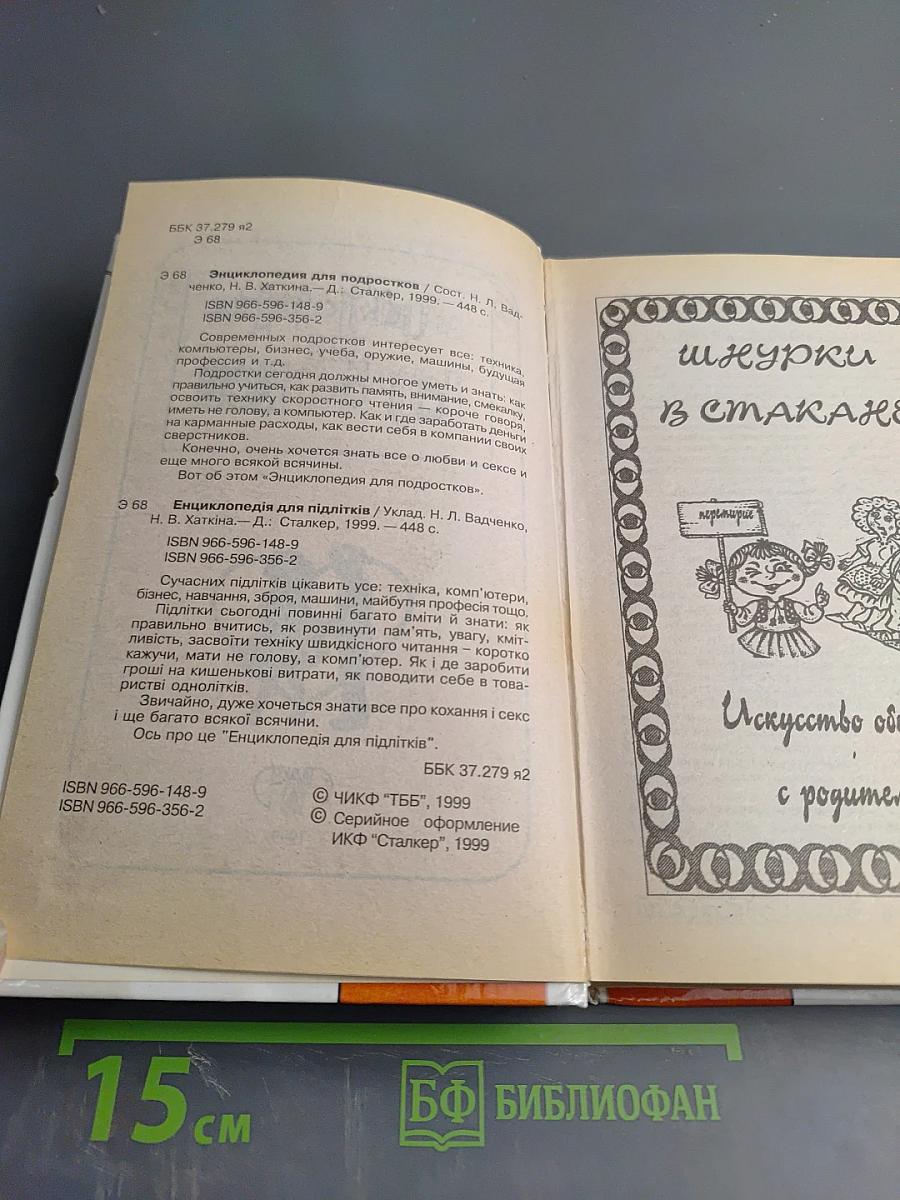 ББК 37.279 я2
Э 68
Э 68 Энциклопедия для подростков / Сост. Н. Л. Вад-
ченко, Н. В. Хаткина.— Д.: Сталкер, 1999. — 448 с.
ISBN 966-596-148-9
ISBN 966-596-356-2
Современных подростков интересует все: техника,
компьютеры, бизнес, учеба, оружие, машины, будущая
профессия и т.д.
Подростки сегодня должны многое уметь и знать: как
правильно учиться, как развить память, внимание, смекалку,
освоить технику скоростного чтения — короче говоря,
иметь не голову, а компьютер. Как и где заработать деньги
на карманные расходы, как вести себя в компании своих
сверстников.
Конечно, очень хочется знать все о любви и сексе и
еще много всякой всячины.
Вот об этом «Энциклопедия для подростков».
Э 68 Енциклопедія для підлітків / Уклад. Н. Л. Вадченко,
Н. В. Хаткіна.— Д.: Сталкер, 1999. — 448 с.
ISBN 966-596-148-9
ISBN 966-596-356-2
Сучасних підлітків цікавить усе: техніка, комп'ютери,
бізнес, навчання, зброя, машини, майбутня професія тощо.
Підлітки сьогодні повинні багато вміти й знати: як
правильно вчитись, як розвинути пам'ять, увагу, кміт-
ливість, засвоїти техніку швидкісного читання – коротко
кажучи, мати не голову, а комп'ютер. Як і де заробити
гроші на кишенькові витрати, як поводити себе в това-
ристві однолітків.
Звичайно, дуже хочеться знати все про кохання і секс
і ще багато всякої всячини.
Ось про це "Енциклопедія для підлітків".
ББК 37.279 я2
ISBN 966-596-148-9
ISBN 966-596-356-2
© ЧИКФ "ТББ", 1999
© Серийное оформление
ИКФ "Сталкер", 1999
ШНУРКИ
В СТАКАНЕ
перемирие
Искусство
с
15 см
БФ БИБЛИОФАН